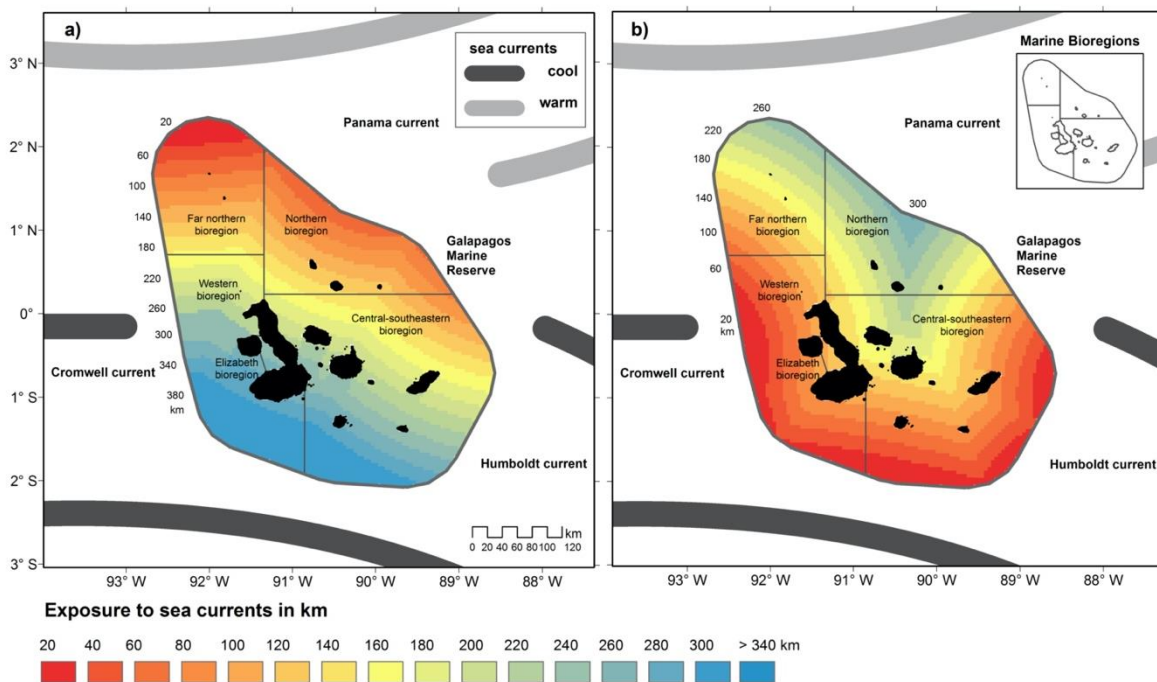 a)
sea currents
cool
warm
3° N
2° N
1° N
0°
1° S
2° S
3° S
20
60
100
140
180
220
260
300
340
380
km
Panama current
Far northern
bioregion
Northern
bioregion
Galapagos
Marine
Reserve
Western
bioregion
Central-southeastern
bioregion
Elizabeth
bioregion
Cromwell current
Humboldt current
km
0 20 40 60 80 100 120
93° W 92° W 91° W 90° W 89° W 88° W
b)
Marine Bioregions
260
220
180
140
100
60
20
km
300
Panama current
Far northern
bioregion
Northern
bioregion
Galapagos
Marine
Reserve
Western
bioregion
Central-southeastern
bioregion
Elizabeth
bioregion
Cromwell current
Humboldt current
93° W 92° W 91° W 90° W 89° W 88° W
Exposure to sea currents in km
20 40 60 80 100 120 140 160 180 200 220 240 260 280 300 > 340 km